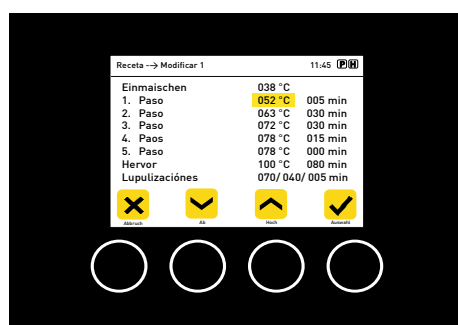 Receta --> Modificar 1 11:45 P H
Einmaischen 038 °C
1. Paso 052 °C 005 min
2. Paso 063 °C 030 min
3. Paso 072 °C 030 min
4. Paos 078 °C 015 min
5. Paso 078 °C 000 min
Hervor 100 °C 080 min
Lupulizaciónes 070/ 040/ 005 min
Abbruch Ab Hoch Auswahl